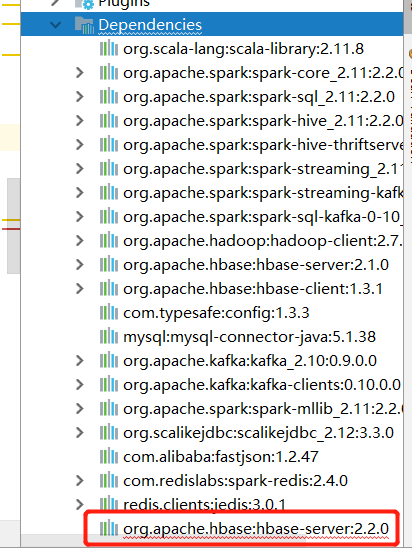 Plugins
Dependencies
org.scala-lang:scala-library:2.11.8
org.apache.spark:spark-core_2.11:2.2.0
org.apache.spark:spark-sql_2.11:2.2.0
org.apache.spark:spark-hive_2.11:2.2.0
org.apache.spark:spark-hive-thriftserve
org.apache.spark:spark-streaming_2.11
org.apache.spark:spark-streaming-kafk
org.apache.spark:spark-sql-kafka-0-10_
org.apache.hadoop:hadoop-client:2.7.
org.apache.hbase:hbase-server:2.1.0
org.apache.hbase:hbase-client:1.3.1
com.typesafe:config:1.3.3
mysql:mysql-connector-java:5.1.38
org.apache.kafka:kafka_2.10:0.9.0.0
org.apache.kafka:kafka-clients:0.10.0.0
org.apache.spark:spark-mllib_2.11:2.2.0
org.scalikejdbc:scalikejdbc_2.12:3.3.0
com.alibaba:fastjson:1.2.47
com.redislabs:spark-redis:2.4.0
redis.clients:jedis:3.0.1
org.apache.hbase:hbase-server:2.2.0